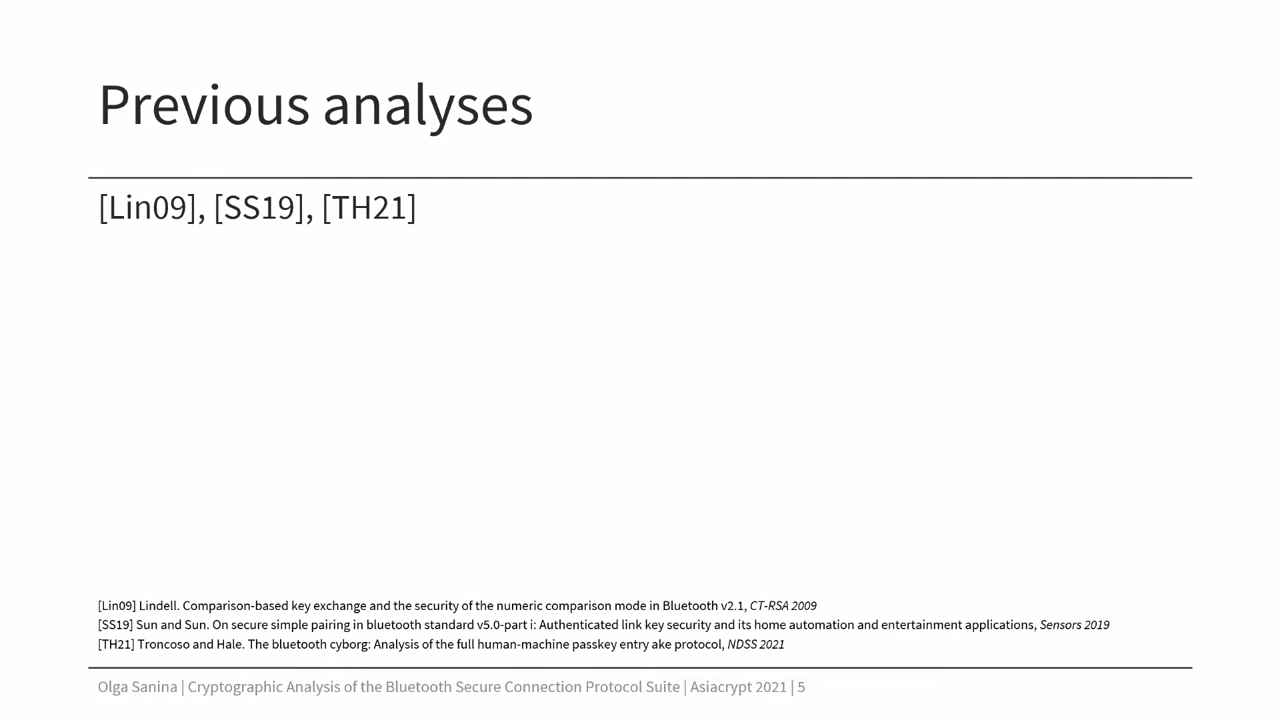 Previous analyses
[Lin09], [SS19], [TH21]
[Lin09] Lindell. Comparison-based key exchange and the security of the numeric comparison mode in Bluetooth v2.1, CT-RSA 2009
[SS19] Sun and Sun. On secure simple pairing in bluetooth standard v5.0-part i: Authenticated link key security and its home automation and entertainment applications, Sensors 2019
[TH21] Troncoso and Hale. The bluetooth cyborg: Analysis of the full human-machine passkey entry ake protocol, NDSS 2021
Olga Sanina | Cryptographic Analysis of the Bluetooth Secure Connection Protocol Suite | Asiacrypt 2021 | 5